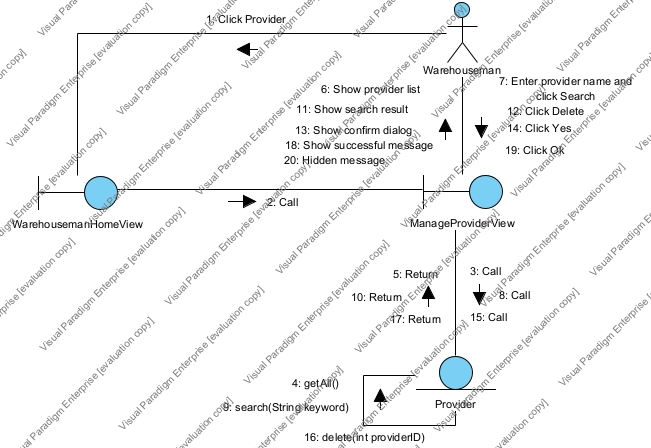 1: Click Provider
Warehouseman
6: Show provider list
11: Show search result
13: Show confirm dialog
18: Show successful message
20: Hidden message
7: Enter provider name and
click Search
12: Click Delete
14: Click Yes
19: Click Ok
WarehousemanHomeView
2: Call
ManageProviderView
5: Return
10: Return
17: Return
3: Call
8: Call
15: Call
4: getAll()
9: search(String keyword)
16: delete(int providerID)
Provider
Visual Paradigm Enterprise [evaluation copy]